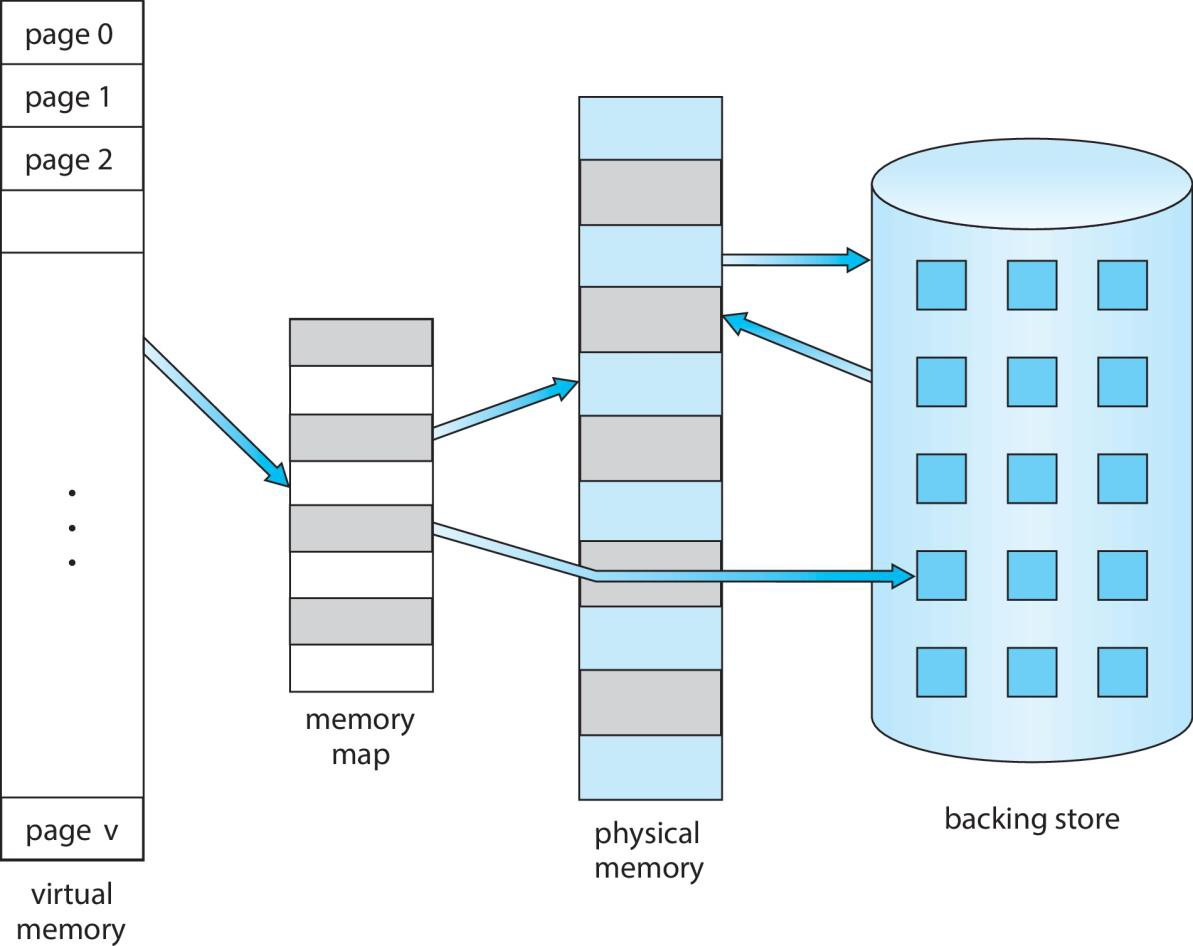 page 0
page 1
page 2
page v
virtual
memory
memory
map
physical
memory
backing store